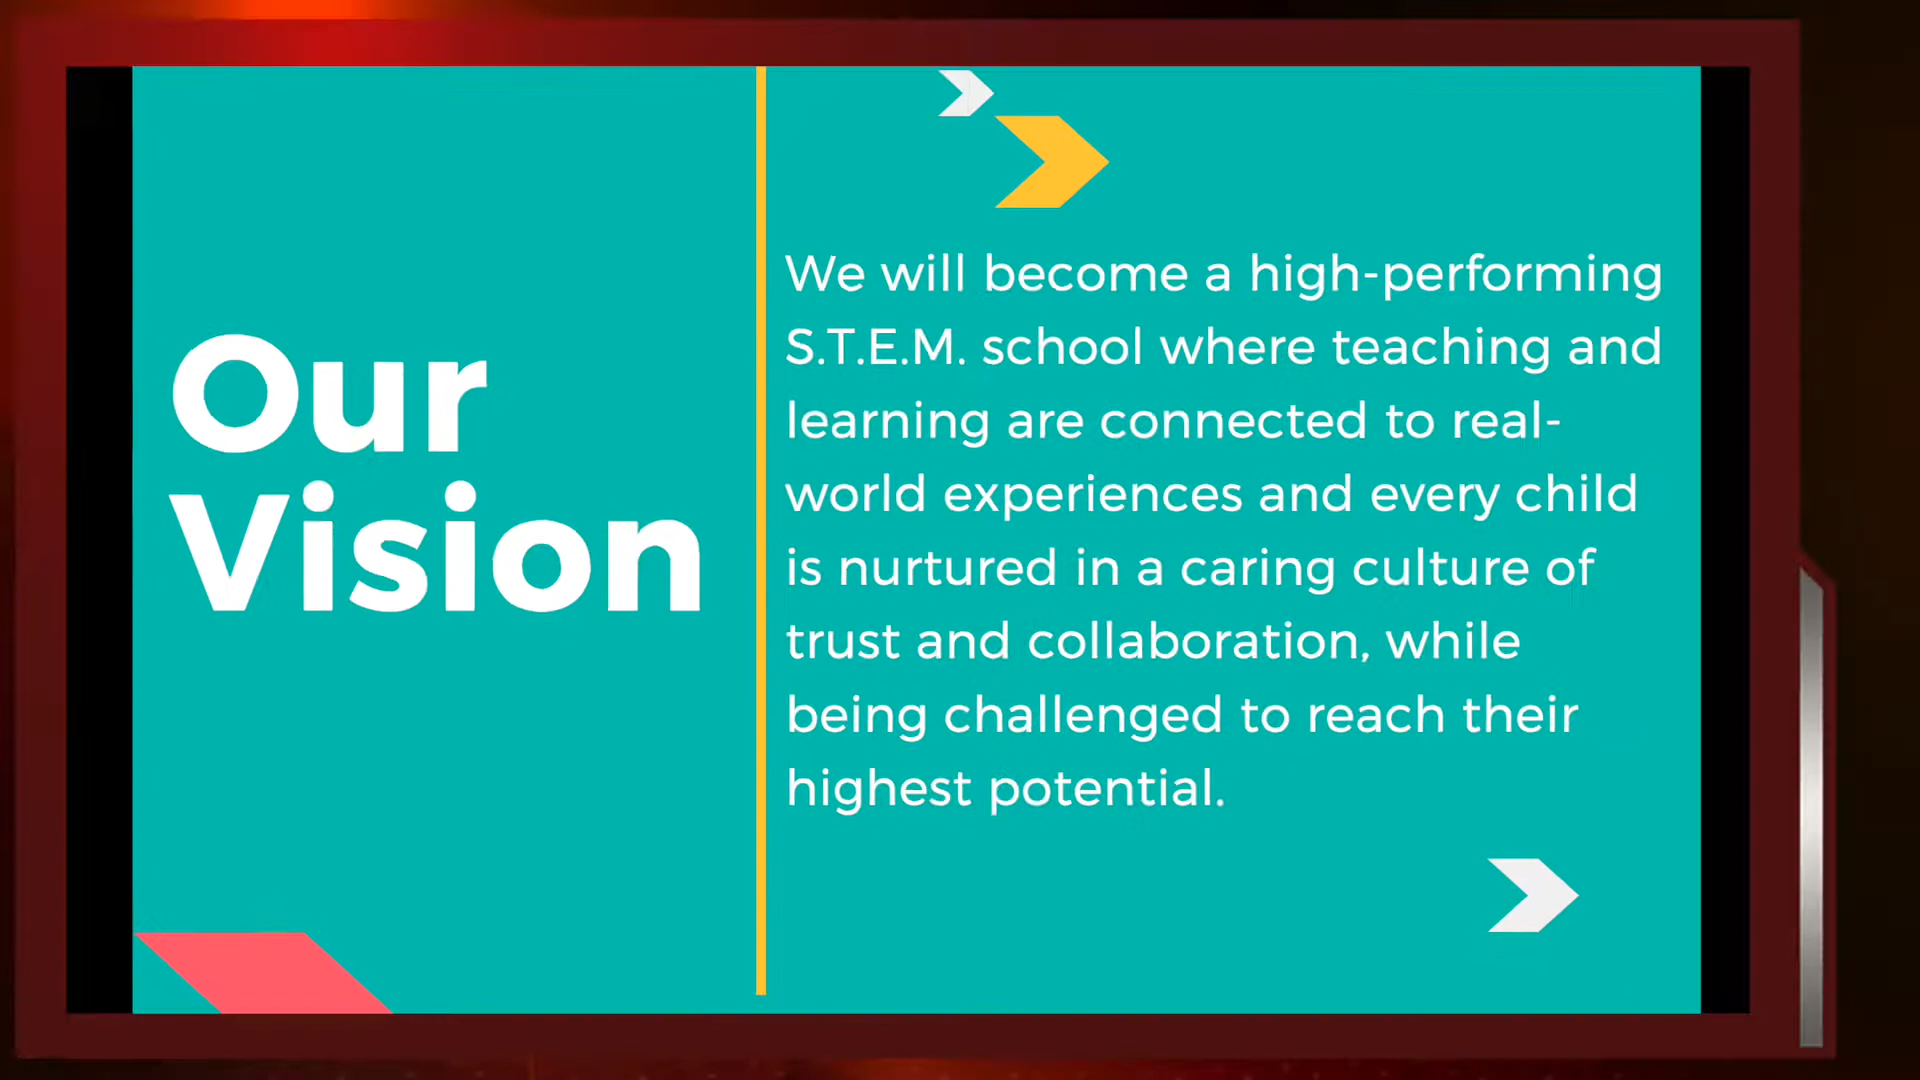 Our
Vision
We will become a high-performing
S.T.E.M. school where teaching and
learning are connected to real-
world experiences and every child
is nurtured in a caring culture of
trust and collaboration, while
being challenged to reach their
highest potential.